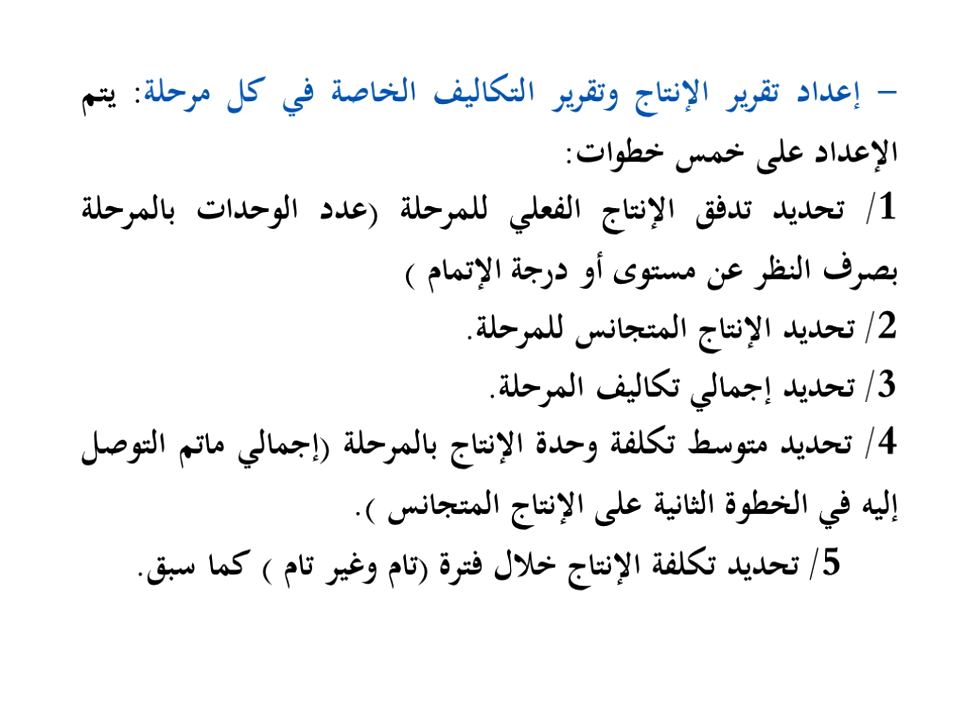 – إعداد تقرير الإنتاج وتقرير التكاليف الخاصة في كل مرحلة: يتم
الإعداد على خمس خطوات:
1/ تحديد تدفق الإنتاج الفعلي للمرحلة (عدد الوحدات بالمرحلة
بصرف النظر عن مستوى أو درجة الإتمام )
2/ تحديد الإنتاج المتجانس للمرحلة.
3/ تحديد إجمالي تكاليف المرحلة.
4/ تحديد متوسط تكلفة وحدة الإنتاج بالمرحلة (إجمالي ماتم التوصل
إليه في الخطوة الثانية على الإنتاج المتجانس ).
5/ تحديد تكلفة الإنتاج خلال فترة (تام وغير تام ) كما سبق.